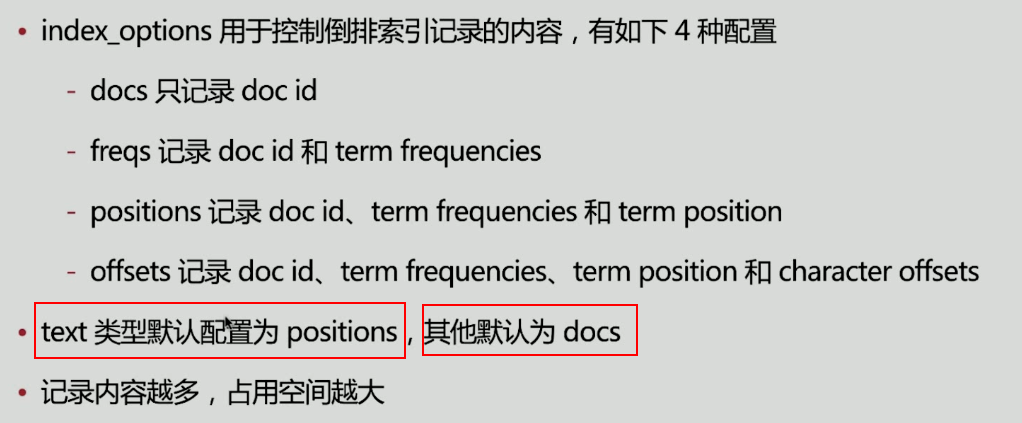 • index_options 用于控制倒排索引记录的内容，有如下 4 种配置
- docs 只记录 doc id
- freqs 记录 doc id 和 term frequencies
- positions 记录 doc id、term frequencies 和 term position
- offsets 记录 doc id、term frequencies、term position 和 character offsets
• text 类型默认配置为 positions，其他默认为 docs
• 记录内容越多，占用空间越大